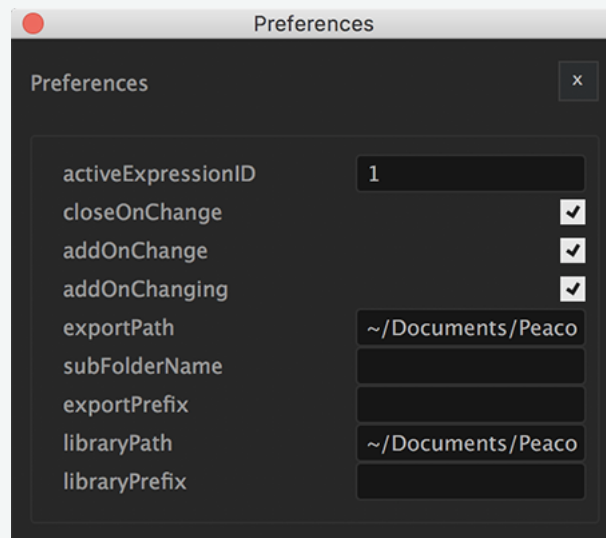 Preferences
Preferences x
activeExpressionID 1
closeOnChange
addOnChange
addOnChanging
exportPath ~/Documents/Peaco
subFolderName
exportPrefix
libraryPath ~/Documents/Peaco
libraryPrefix